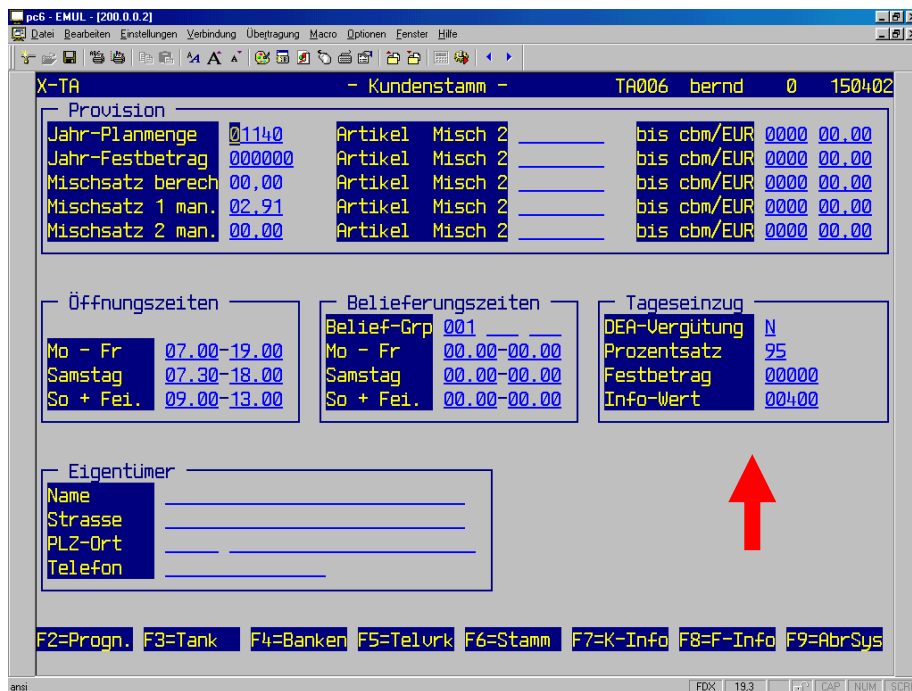 pc6 - EMUL - [200.0.0.2]
Datei Bearbeiten Einstellungen Verbindung Übertragung Macro Optionen Fenster Hilfe
X-TA - Kundenstamm - TA006 bernd 0 150402
Provision
Jahr-Planmenge 01140 Artikel Misch 2 bis cbm/EUR 0000 00.00
Jahr-Festbetrag 000000 Artikel Misch 2 bis cbm/EUR 0000 00.00
Mischsatz berech 00,00 Artikel Misch 2 bis cbm/EUR 0000 00.00
Mischsatz 1 man. 02.91 Artikel Misch 2 bis cbm/EUR 0000 00.00
Mischsatz 2 man. 00.00 Artikel Misch 2 bis cbm/EUR 0000 00.00
Öffnungszeiten Belieferungszeiten Tageseinzug
Belief-Grp 001 DEA-Vergütung N
Mo - Fr 07.00-19.00 Mo - Fr 00.00-00.00 Prozentsatz 95
Samstag 07.30-18.00 Samstag 00.00-00.00 Festbetrag 00000
So + Fei. 09.00-13.00 So + Fei. 00.00-00.00 Info-Wert 00400
Eigentümer
Name
Strasse
PLZ-Ort
Telefon
F2=Progn. F3=Tank F4=Banken F5=Telvrk F6=Stamm F7=K-Info F8=F-Info F9=AbrSys
ansi FDX 19.3 CAP NUM SCR